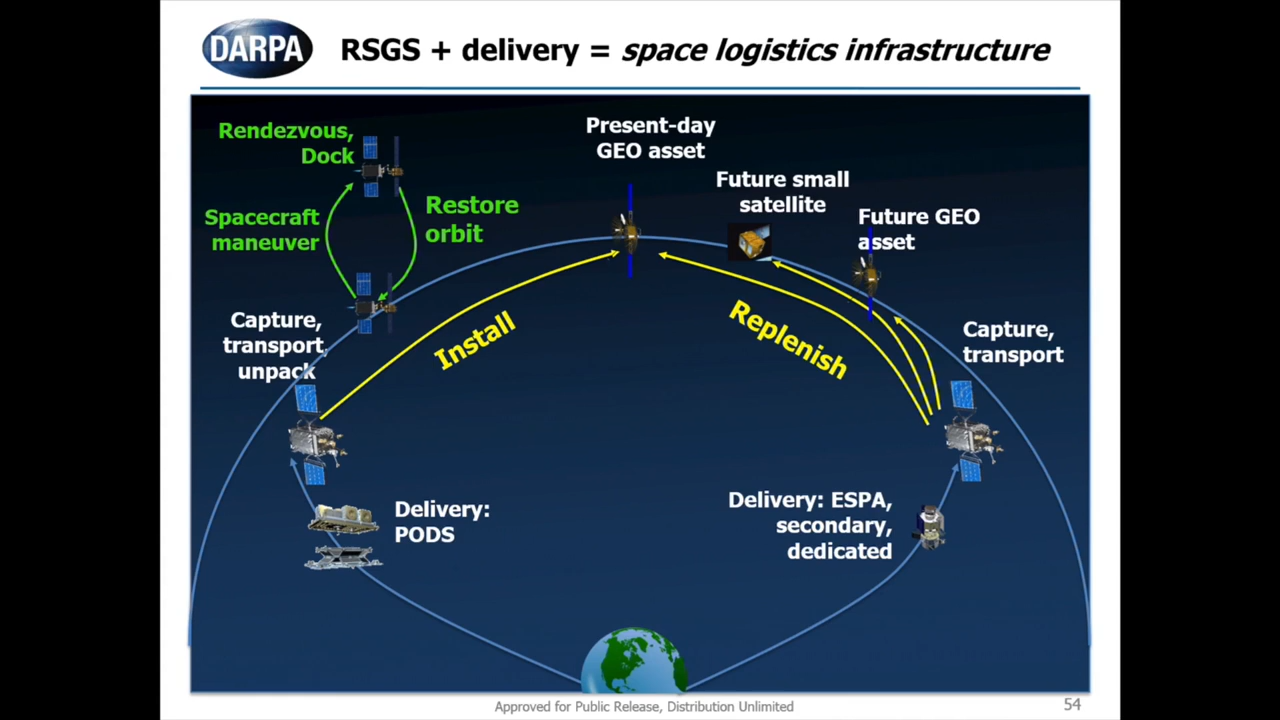 DARPA
RSGS + delivery = space logistics infrastructure
Rendezvous,
Dock
Spacecraft
maneuver
Restore
orbit
Present-day
GEO asset
Future small
satellite
Future GEO
asset
Capture,
transport,
unpack
Install
Replenish
Capture,
transport
Delivery:
PODS
Delivery: ESPA,
secondary,
dedicated
Approved for Public Release, Distribution Unlimited
54